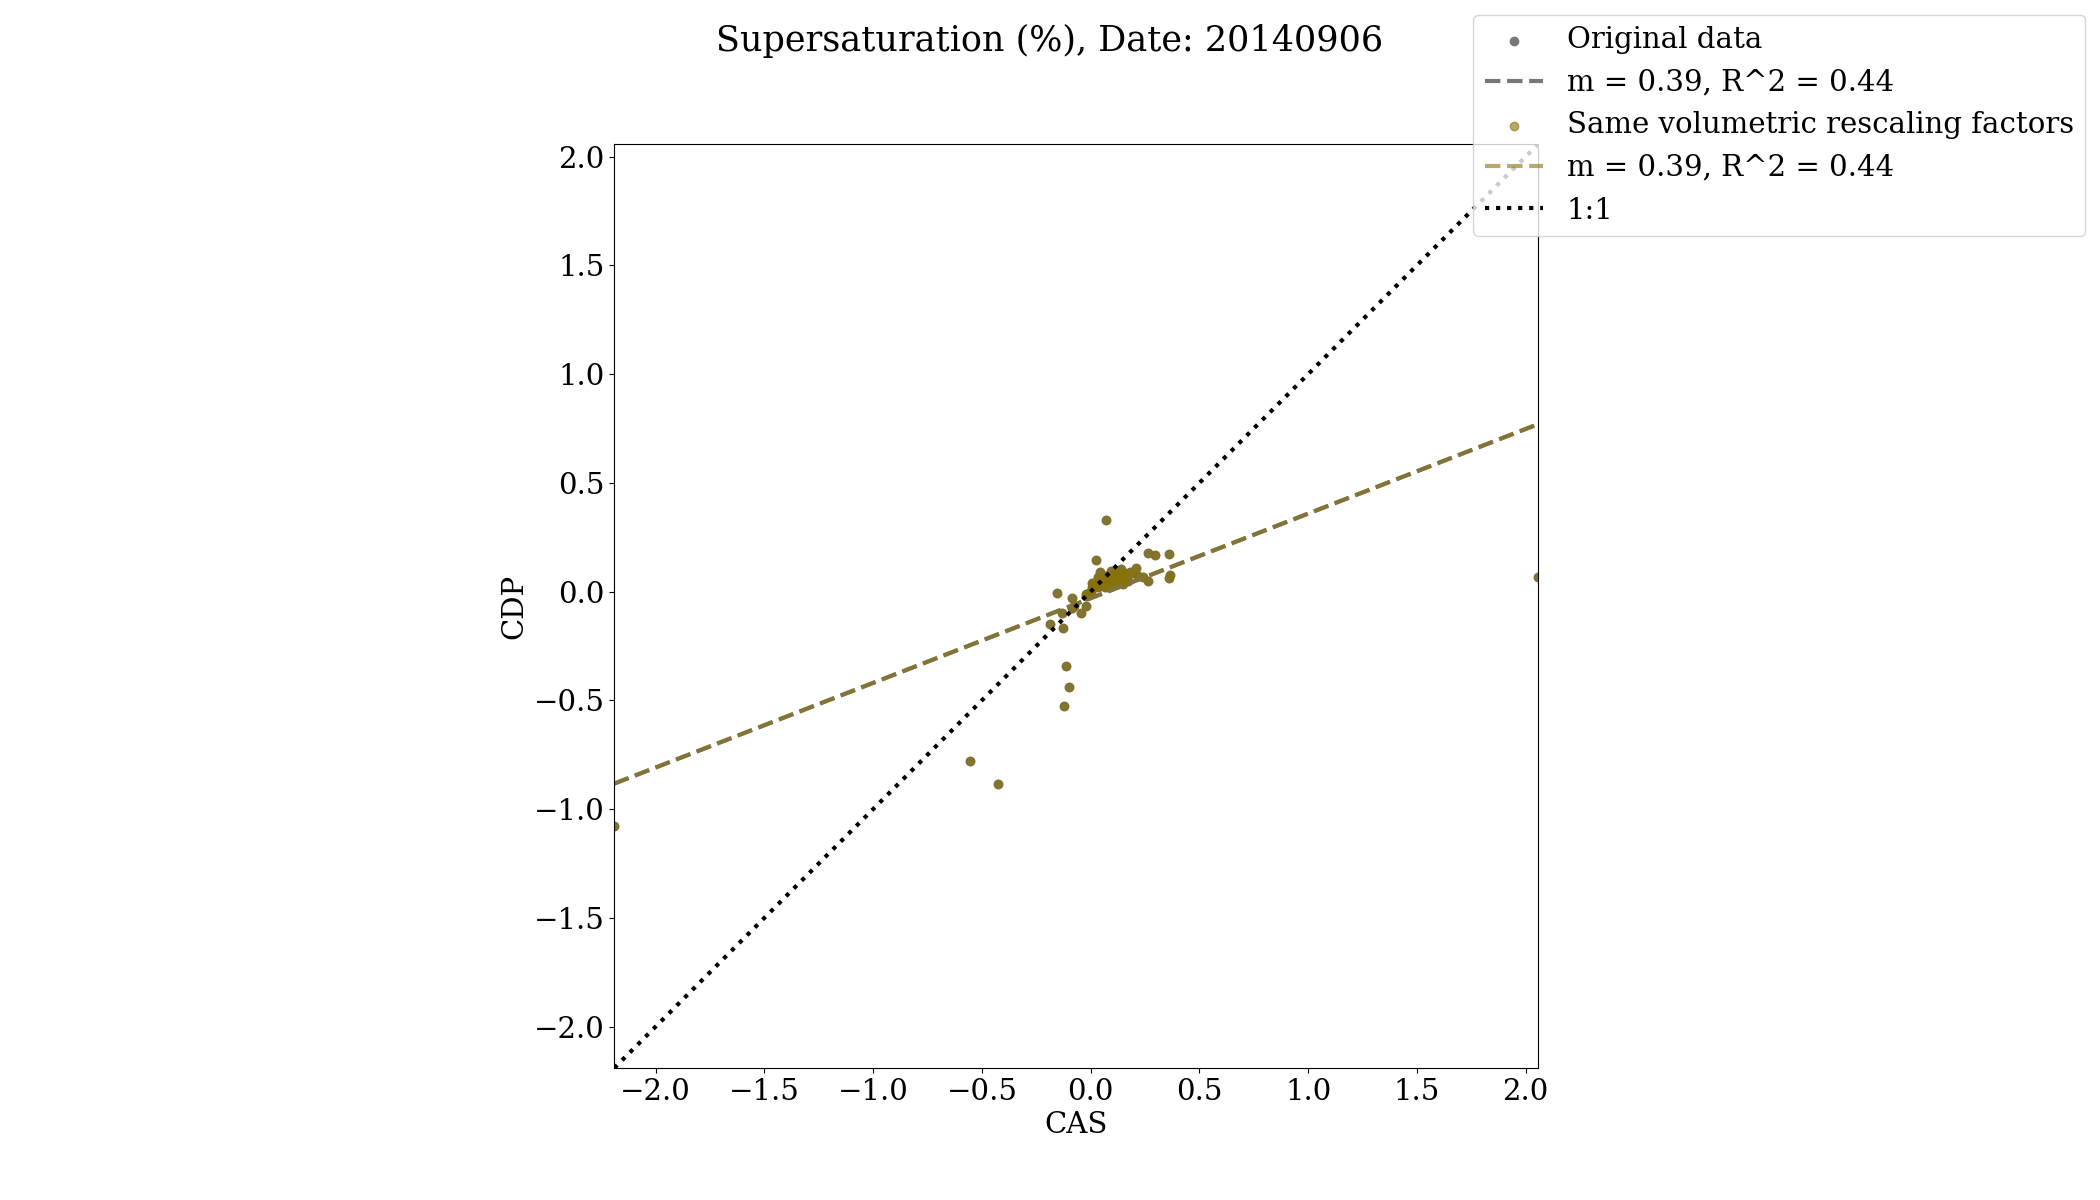 Supersaturation (%), Date: 20140906
Original data
m = 0.39, R^2 = 0.44
Same volumetric rescaling factors
m = 0.39, R^2 = 0.44
1:1
2.0
1.5
1.0
0.5
0.0
−0.5
−1.0
−1.5
−2.0
CDP
−2.0 −1.5 −1.0 −0.5 0.0 0.5 1.0 1.5 2.0
CAS